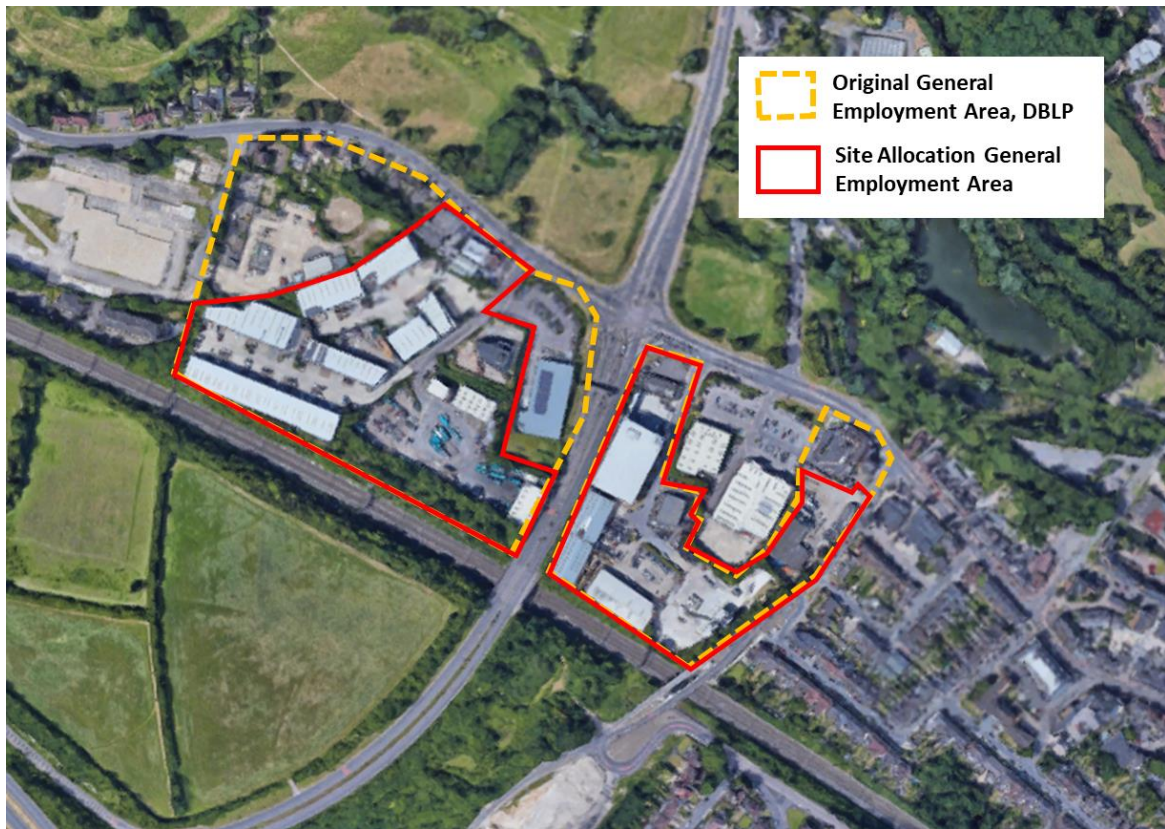 Original General
Employment Area, DBLP
Site Allocation General
Employment Area